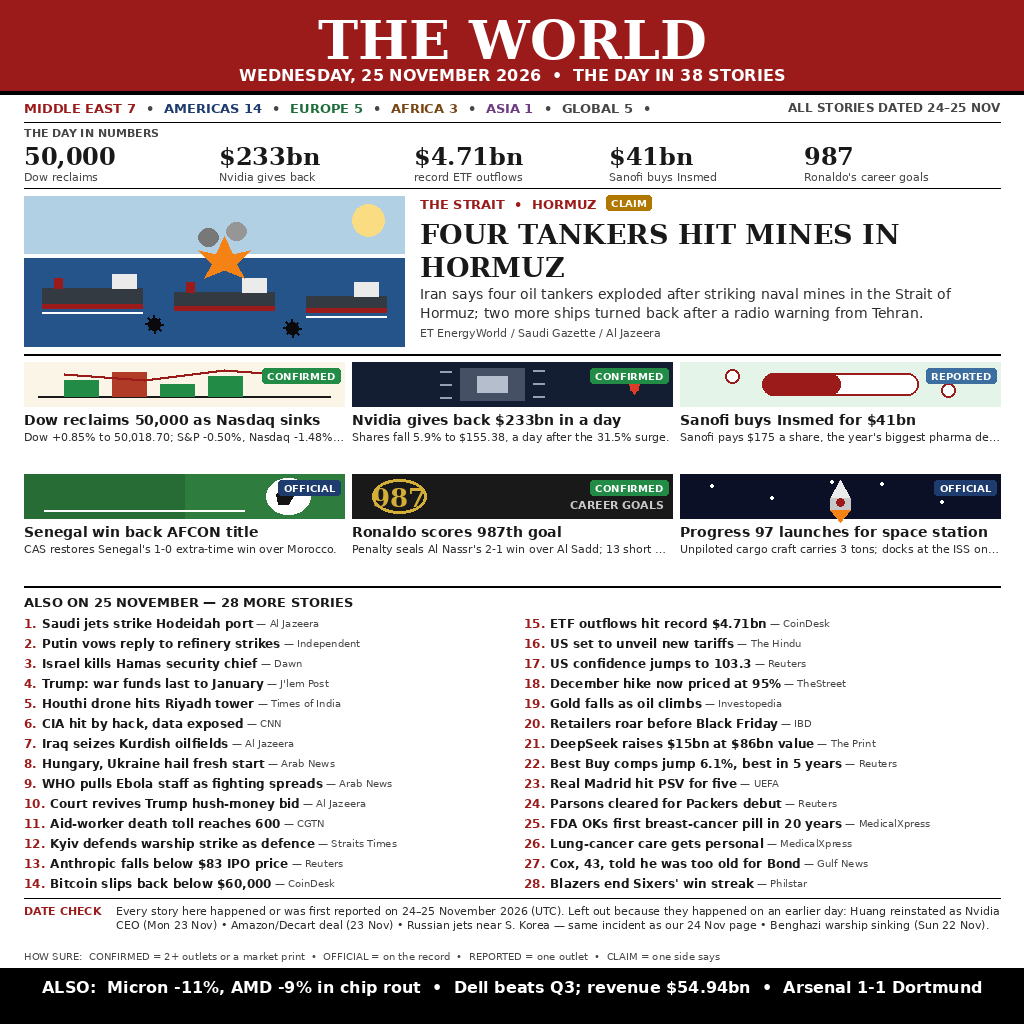 THE WORLD
WEDNESDAY, 25 NOVEMBER 2026 • THE DAY IN 38 STORIES
MIDDLE EAST 7 • AMERICAS 14 • EUROPE 5 • AFRICA 3 • ASIA 1 • GLOBAL 5 •
ALL STORIES DATED 24–25 NOV
THE DAY IN NUMBERS
50,000
Dow reclaims
$233bn
Nvidia gives back
$4.71bn
record ETF outflows
$41bn
Sanofi buys Insmed
987
Ronaldo's career goals
THE STRAIT • HORMUZ CLAIM
FOUR TANKERS HIT MINES IN
HORMUZ
Iran says four oil tankers exploded after striking naval mines in the Strait of
Hormuz; two more ships turned back after a radio warning from Tehran.
ET EnergyWorld / Saudi Gazette / Al Jazeera
CONFIRMED
Dow reclaims 50,000 as Nasdaq sinks
Dow +0.85% to 50,018.70; S&P -0.50%, Nasdaq -1.48%...
CONFIRMED
Nvidia gives back $233bn in a day
Shares fall 5.9% to $155.38, a day after the 31.5% surge.
REPORTED
Sanofi buys Insmed for $41bn
Sanofi pays $175 a share, the year's biggest pharma de...
OFFICIAL
Senegal win back AFCON title
CAS restores Senegal's 1-0 extra-time win over Morocco.
987
CONFIRMED
CAREER GOALS
Ronaldo scores 987th goal
Penalty seals Al Nassr's 2-1 win over Al Sadd; 13 short ...
OFFICIAL
Progress 97 launches for space station
Unpiloted cargo craft carries 3 tons; docks at the ISS on...
ALSO ON 25 NOVEMBER — 28 MORE STORIES
1. Saudi jets strike Hodeidah port — Al Jazeera
2. Putin vows reply to refinery strikes — Independent
3. Israel kills Hamas security chief — Dawn
4. Trump: war funds last to January — J'lem Post
5. Houthi drone hits Riyadh tower — Times of India
6. CIA hit by hack, data exposed — CNN
7. Iraq seizes Kurdish oilfields — Al Jazeera
8. Hungary, Ukraine hail fresh start — Arab News
9. WHO pulls Ebola staff as fighting spreads — Arab News
10. Court revives Trump hush-money bid — Al Jazeera
11. Aid-worker death toll reaches 600 — CGTN
12. Kyiv defends warship strike as defence — Straits Times
13. Anthropic falls below $83 IPO price — Reuters
14. Bitcoin slips back below $60,000 — CoinDesk
15. ETF outflows hit record $4.71bn — CoinDesk
16. US set to unveil new tariffs — The Hindu
17. US confidence jumps to 103.3 — Reuters
18. December hike now priced at 95% — TheStreet
19. Gold falls as oil climbs — Investopedia
20. Retailers roar before Black Friday — IBD
21. DeepSeek raises $15bn at $86bn value — The Print
22. Best Buy comps jump 6.1%, best in 5 years — Reuters
23. Real Madrid hit PSV for five — UEFA
24. Parsons cleared for Packers debut — Reuters
25. FDA OKs first breast-cancer pill in 20 years — MedicalXpress
26. Lung-cancer care gets personal — MedicalXpress
27. Cox, 43, told he was too old for Bond — Gulf News
28. Blazers end Sixers' win streak — Philstar
DATE CHECK Every story here happened or was first reported on 24–25 November 2026 (UTC). Left out because they happened on an earlier day: Huang reinstated as Nvidia
CEO (Mon 23 Nov) • Amazon/Decart deal (23 Nov) • Russian jets near S. Korea — same incident as our 24 Nov page • Benghazi warship sinking (Sun 22 Nov).
HOW SURE: CONFIRMED = 2+ outlets or a market print • OFFICIAL = on the record • REPORTED = one outlet • CLAIM = one side says
ALSO: Micron -11%, AMD -9% in chip rout • Dell beats Q3; revenue $54.94bn • Arsenal 1-1 Dortmund